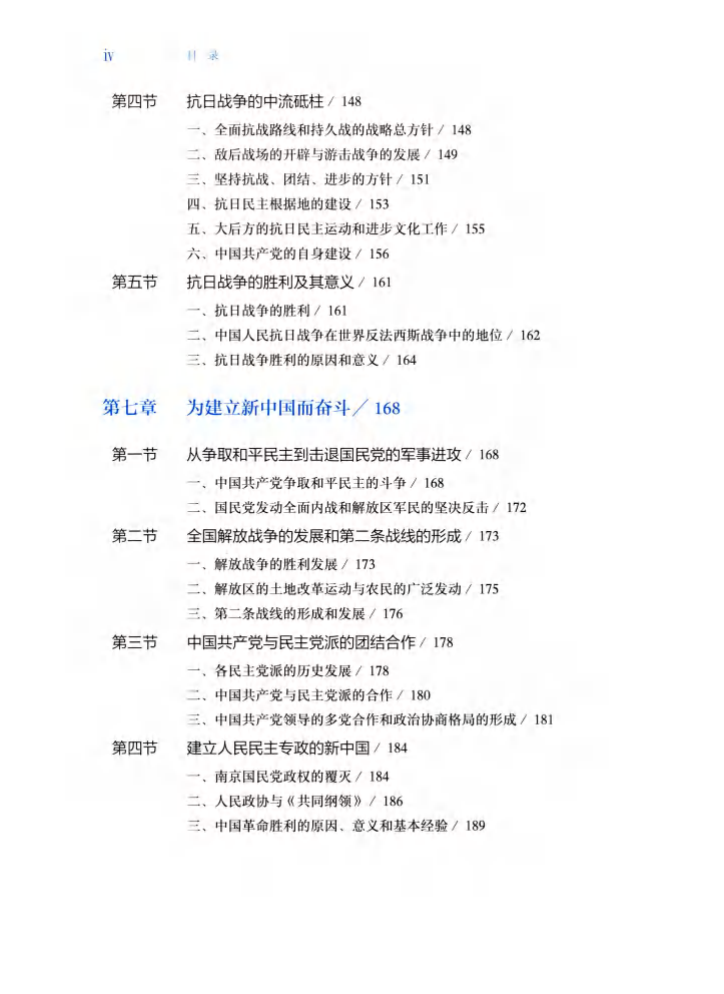 iv 目 录
第四节 抗日战争的中流砥柱 / 148
一、全面抗战路线和持久战的战略总方针 / 148
二、敌后战场的开辟与游击战争的发展 / 149
三、坚持抗战、团结、进步的方针 / 151
四、抗日民主根据地的建设 / 153
五、大后方的抗日民主运动和进步文化工作 / 155
六、中国共产党的自身建设 / 156
第五节 抗日战争的胜利及其意义 / 161
一、抗日战争的胜利 / 161
二、中国人民抗日战争在世界反法西斯战争中的地位 / 162
三、抗日战争胜利的原因和意义 / 164
第七章 为建立新中国而奋斗 / 168
第一节 从争取和平民主到击退国民党的军事进攻 / 168
一、中国共产党争取和平民主的斗争 / 168
二、国民党发动全面内战和解放区军民的坚决反击 / 172
第二节 全国解放战争的发展和第二条战线的形成 / 173
一、解放战争的胜利发展 / 173
二、解放区的土地改革运动与农民的广泛发动 / 175
三、第二条战线的形成和发展 / 176
第三节 中国共产党与民主党派的团结合作 / 178
一、各民主党派的历史发展 / 178
二、中国共产党与民主党派的合作 / 180
三、中国共产党领导的多党合作和政治协商格局的形成 / 181
第四节 建立人民民主专政的新中国 / 184
一、南京国民党政权的覆灭 / 184
二、人民政协与《共同纲领》 / 186
三、中国革命胜利的原因、意义和基本经验 / 189